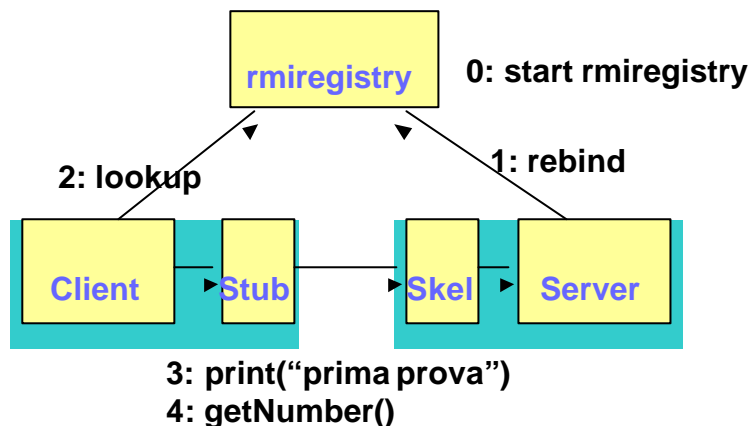 rmiregistry
0: start rmiregistry
2: lookup
1: rebind
Client
Stub
Skel
Server
3: print(“prima prova”)
4: getNumber()